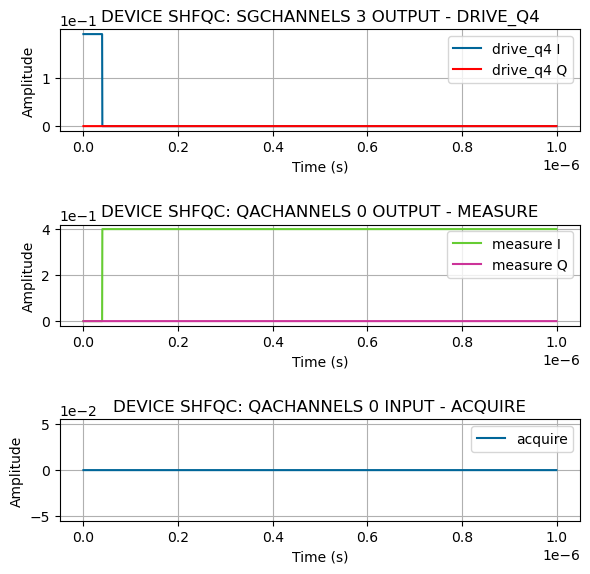 DEVICE SHFQC: SGCHANNELS 3 OUTPUT - DRIVE_Q4
1e−1
Amplitude
1
0
drive_q4 I
drive_q4 Q
0.0 0.2 0.4 0.6 0.8 1.0
Time (s)
1e−6
DEVICE SHFQC: QACHANNELS 0 OUTPUT - MEASURE
1e−1
Amplitude
4
2
0
measure I
measure Q
0.0 0.2 0.4 0.6 0.8 1.0
Time (s)
1e−6
DEVICE SHFQC: QACHANNELS 0 INPUT - ACQUIRE
1e−2
Amplitude
5
0
−5
acquire
0.0 0.2 0.4 0.6 0.8 1.0
Time (s)
1e−6